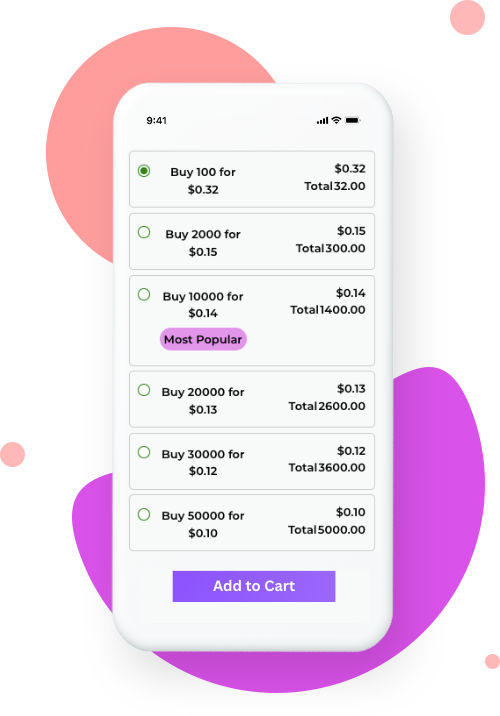 9:41
Buy 100 for
$0.32
$0.32
Total32.00
Buy 2000 for
$0.15
$0.15
Total300.00
Buy 10000 for
$0.14
Most Popular
$0.14
Total1400.00
Buy 20000 for
$0.13
$0.13
Total2600.00
Buy 30000 for
$0.12
$0.12
Total3600.00
Buy 50000 for
$0.10
$0.10
Total5000.00
Add to Cart